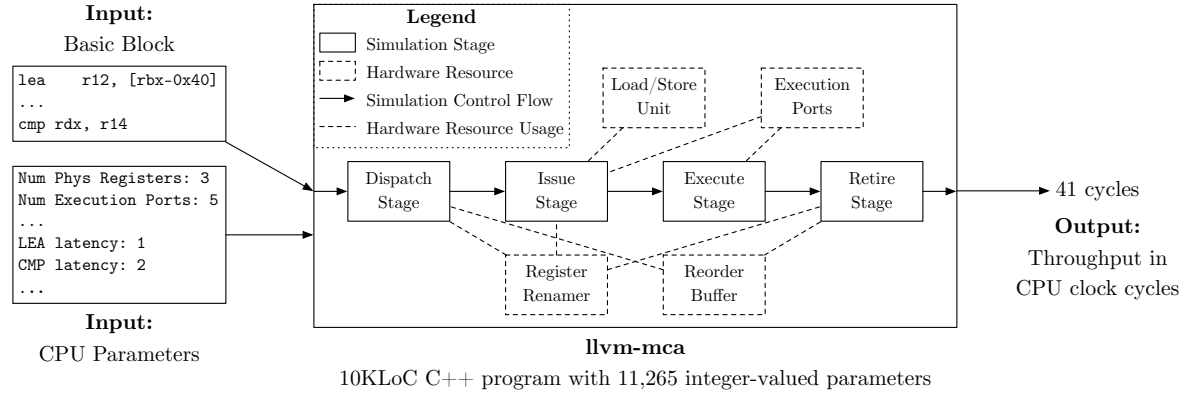 Input:
Basic Block
lea    r12, [rbx-0x40]
...
cmp rdx, r14
Num Phys Registers: 3
Num Execution Ports: 5
...
LEA latency: 1
CMP latency: 2
...
Input:
CPU Parameters
Legend
Simulation Stage
Hardware Resource
Simulation Control Flow
Hardware Resource Usage
Load/Store
Unit
Execution
Ports
Dispatch
Stage
Issue
Stage
Execute
Stage
Retire
Stage
Register
Renamer
Reorder
Buffer
llvm-mca
10KLoC C++ program with 11,265 integer-valued parameters
41 cycles
Output:
Throughput in
CPU clock cycles